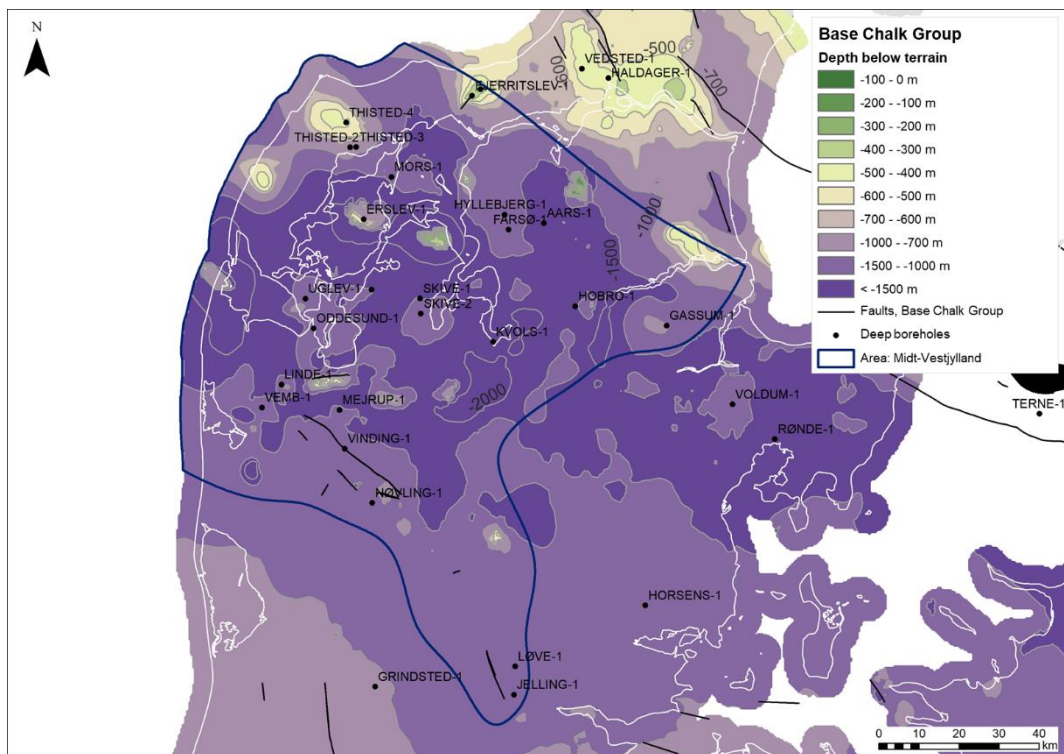 N
Base Chalk Group
Depth below terrain
-100 - 0 m
-200 - -100 m
-300 - -200 m
-400 - -300 m
-500 - -400 m
-600 - -500 m
-700 - -600 m
-1000 - -700 m
-1500 - -1000 m
< -1500 m
Faults, Base Chalk Group
Deep boreholes
Area: Midt-Vestjylland
-500
-600
-700
VEDSTED-1
HALDAGER-1
FJERRITSLEV-1
THISTED-4
THISTED-2 THISTED-3
MORS-1
ERSLEV-1
HYLLEBJERG-1
FARSØ-1
AARS-1
-1000
-1500
UGLEV-1
SKIVE-1
SKIVE-2
HOBRO-1
ODDESUND-1
GASSUM-1
KVOLS-1
LINDE-1
-2000
VEMB-1
MEJRUP-1
VOLDUM-1
TERNE-1
VINDING-1
RØNDE-1
NØVLING-1
HORSENS-1
LØVE-1
GRINDSTED-1
JELLING-1
0 10 20 30 40
km